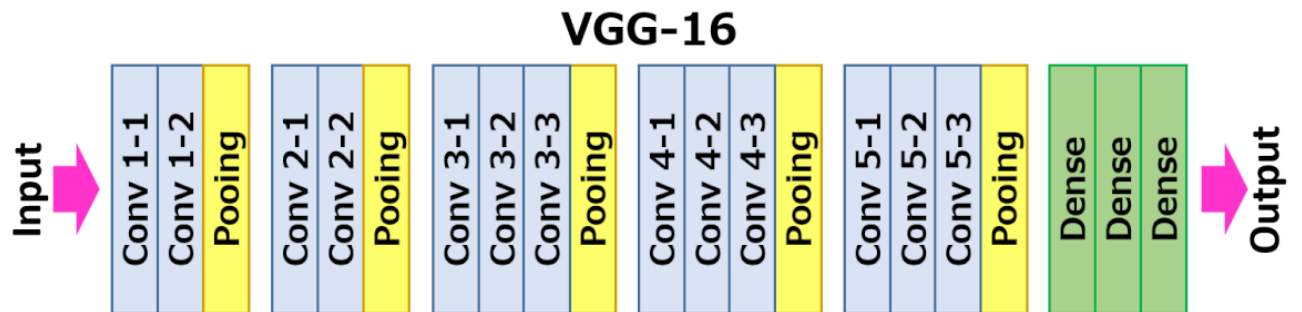 VGG-16
Input
Conv 1-1
Conv 1-2
Pooing
Conv 2-1
Conv 2-2
Pooing
Conv 3-1
Conv 3-2
Conv 3-3
Pooing
Conv 4-1
Conv 4-2
Conv 4-3
Pooing
Conv 5-1
Conv 5-2
Conv 5-3
Pooing
Dense
Dense
Dense
Output